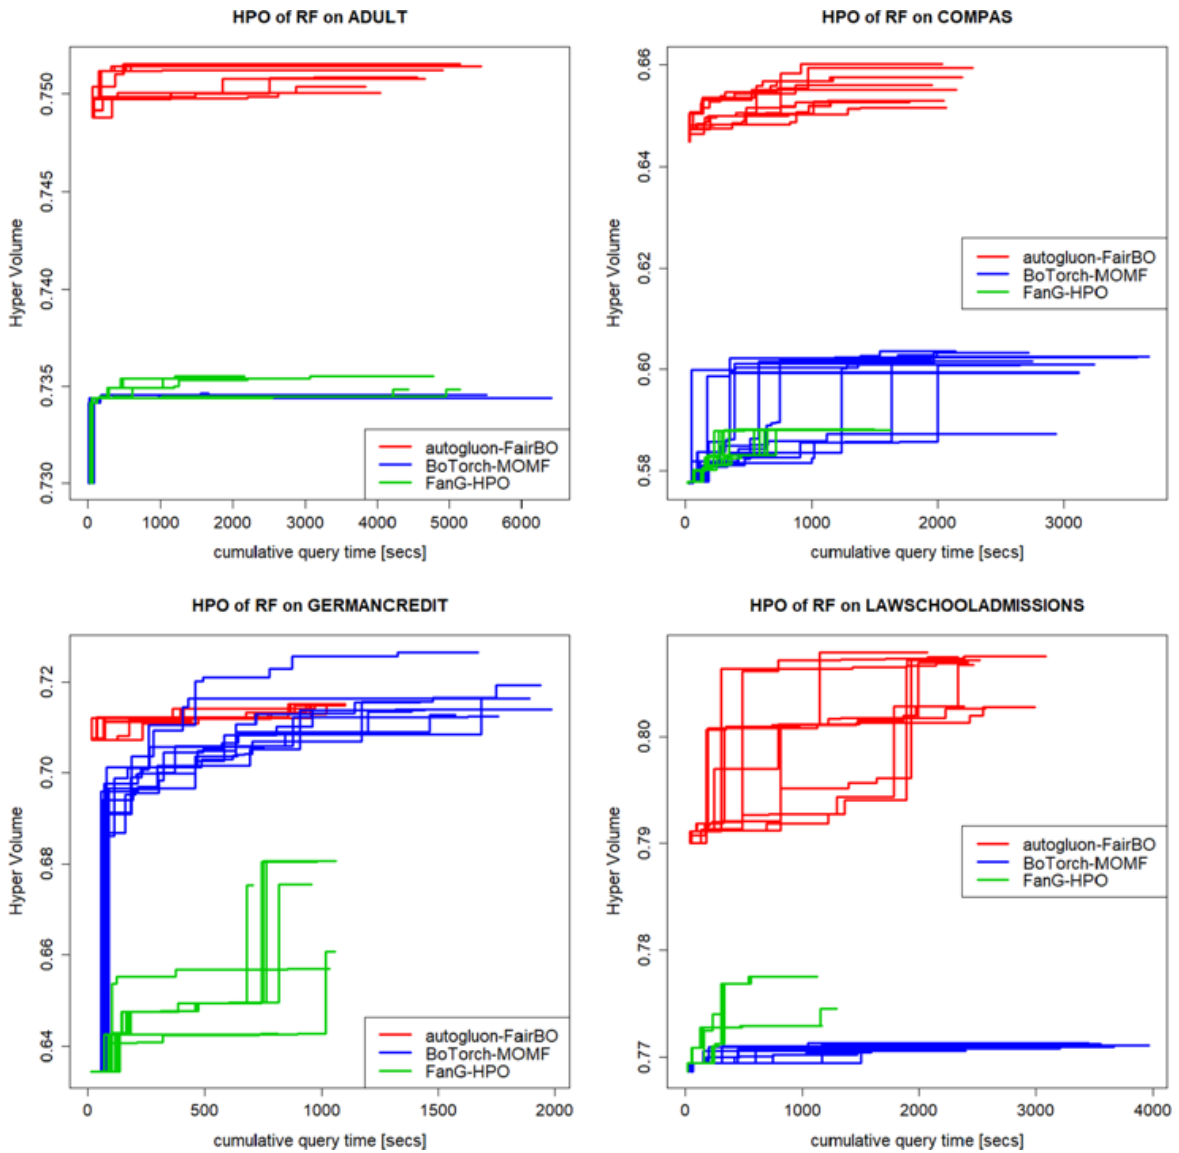 HPO of RF on ADULT
Hyper Volume
0.730 0.735 0.740 0.745 0.750
autogluon-FairBO
BoTorch-MOMF
FanG-HPO
0 1000 2000 3000 4000 5000 6000
cumulative query time [secs]
HPO of RF on COMPAS
Hyper Volume
0.58 0.60 0.62 0.64 0.66
autogluon-FairBO
BoTorch-MOMF
FanG-HPO
0 1000 2000 3000
cumulative query time [secs]
HPO of RF on GERMANCREDIT
Hyper Volume
0.64 0.66 0.68 0.70 0.72
autogluon-FairBO
BoTorch-MOMF
FanG-HPO
0 500 1000 1500 2000
cumulative query time [secs]
HPO of RF on LAWSCHOOLADMISSIONS
Hyper Volume
0.77 0.78 0.79 0.80
autogluon-FairBO
BoTorch-MOMF
FanG-HPO
0 1000 2000 3000 4000
cumulative query time [secs]